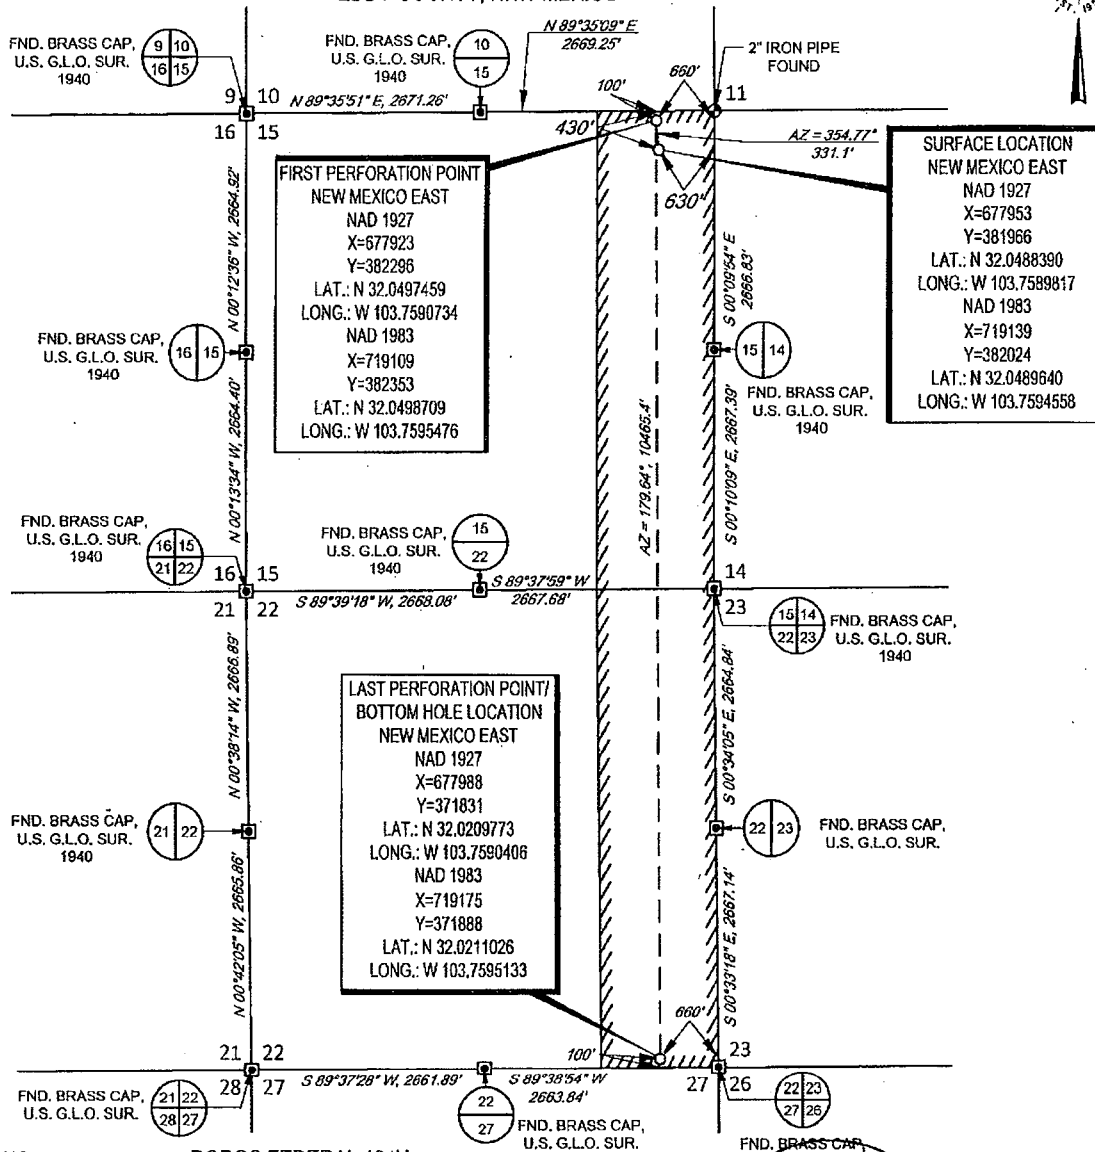 FND. BRASS CAP,
U.S. G.L.O. SUR.
1940
9 10
16 15
FND. BRASS CAP,
U.S. G.L.O. SUR.
1940
10
15
N 89°35'09" E
2669.25'
2" IRON PIPE
FOUND
9 10
16 15
N 89°35'51" E, 2671.26'
100'
660'
11
430'
AZ = 354.77°
331.1'
630'
FIRST PERFORATION POINT
NEW MEXICO EAST
NAD 1927
X=677923
Y=382296
LAT.: N 32.0497459
LONG.: W 103.7590734
NAD 1983
X=719109
Y=382353
LAT.: N 32.0498709
LONG.: W 103.7595476
SURFACE LOCATION
NEW MEXICO EAST
NAD 1927
X=677953
Y=381966
LAT.: N 32.0488390
LONG.: W 103.7589817
NAD 1983
X=719139
Y=382024
LAT.: N 32.0489640
LONG.: W 103.7594558
N 00°12'36" W, 2664.92'
S 00°09'54" E
2666.83'
FND. BRASS CAP,
U.S. G.L.O. SUR.
1940
16 15
15 14
FND. BRASS CAP,
U.S. G.L.O. SUR.
1940
N 00°13'34" W, 2664.40'
AZ = 179.64°, 10465.4'
S 00°10'09" E, 2667.39'
FND. BRASS CAP,
U.S. G.L.O. SUR.
1940
16 15
21 22
FND. BRASS CAP,
U.S. G.L.O. SUR.
1940
15
22
16 15
21 22
S 89°39'18" W, 2668.08'
S 89°37'59" W
2667.68'
14
23
15 14
22 23
FND. BRASS CAP,
U.S. G.L.O. SUR.
1940
N 00°38'14" W, 2666.89'
S 00°34'05" E, 2664.84'
LAST PERFORATION POINT/
BOTTOM HOLE LOCATION
NEW MEXICO EAST
NAD 1927
X=677988
Y=371831
LAT.: N 32.0209773
LONG.: W 103.7590406
NAD 1983
X=719175
Y=371888
LAT.: N 32.0211026
LONG.: W 103.7595133
FND. BRASS CAP,
U.S. G.L.O. SUR.
1940
21 22
22 23
FND. BRASS CAP,
U.S. G.L.O. SUR.
N 00°42'05" W, 2665.86'
S 00°33'18" E, 2667.14'
660'
100'
21 22
28 27
S 89°37'28" W, 2661.89'
S 89°38'54" W
2663.84'
23
27 26
FND. BRASS CAP,
U.S. G.L.O. SUR.
21 22
28 27
22
27
FND. BRASS CAP,
U.S. G.L.O. SUR.
22 23
27 26
FND. BRASS CAP